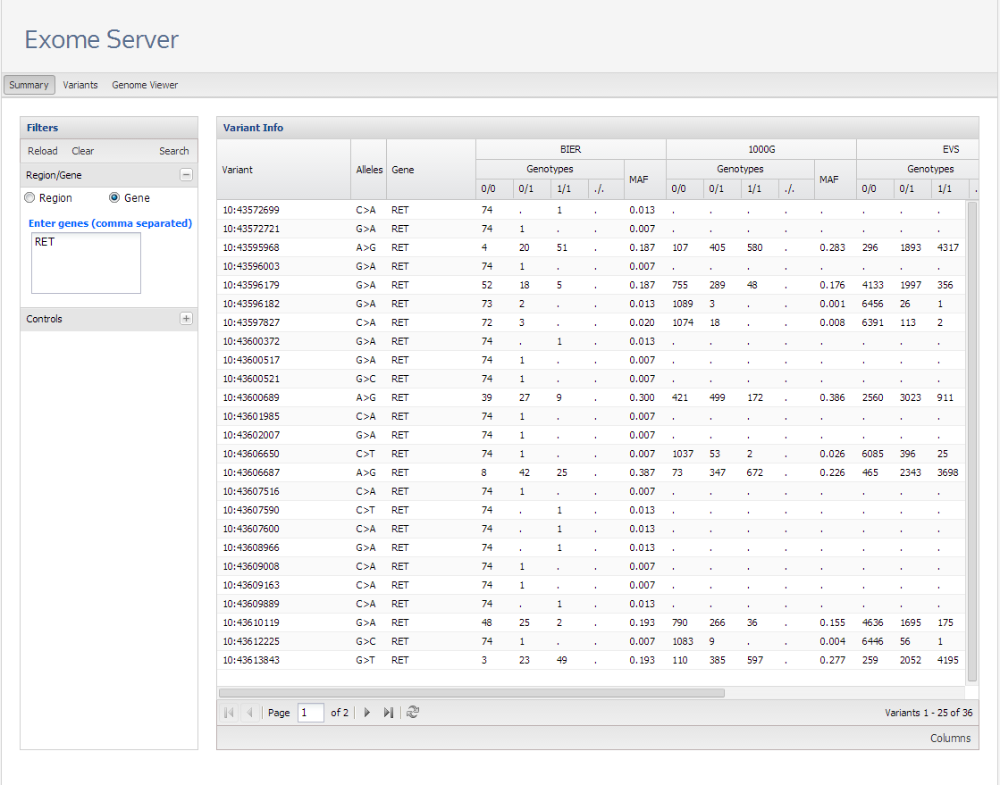 Exome Server
Summary Variants Genome Viewer
Filters
Reload Clear Search
Region/Gene
Region Gene
Enter genes (comma separated)
RET
Controls
Variant Info
Variant Alleles Gene BIER 1000G EVS
Genotypes MAF Genotypes MAF Genotypes
0/0 0/1 1/1 ./. 0/0 0/1 1/1 ./. 0/0 0/1 1/1 .
10:43572699 C>A RET 74 . 1 . 0.013 . . . . . . . .
10:43572721 G>A RET 74 1 . . 0.007 . . . . . . . .
10:43595968 A>G RET 4 20 51 . 0.187 107 405 580 . 0.283 296 1893 4317
10:43596003 G>A RET 74 1 . . 0.007 . . . . . . . .
10:43596179 G>A RET 52 18 5 . 0.187 755 289 48 . 0.176 4133 1997 356
10:43596182 G>A RET 73 2 . . 0.013 1089 3 . . 0.001 6456 26 1
10:43597827 C>A RET 72 3 . . 0.020 1074 18 . . 0.008 6391 113 2
10:43600372 G>A RET 74 . 1 . 0.013 . . . . . . . .
10:43600517 G>A RET 74 1 . . 0.007 . . . . . . . .
10:43600521 G>C RET 74 1 . . 0.007 . . . . . . . .
10:43600689 A>G RET 39 27 9 . 0.300 421 499 172 . 0.386 2560 3023 911
10:43601985 C>A RET 74 1 . . 0.007 . . . . . . . .
10:43602007 G>A RET 74 1 . . 0.007 . . . . . . . .
10:43606650 C>T RET 74 1 . . 0.007 1037 53 2 . 0.026 6085 396 25
10:43606687 A>G RET 8 42 25 . 0.387 73 347 672 . 0.226 465 2343 3698
10:43607516 C>A RET 74 1 . . 0.007 . . . . . . . .
10:43607590 C>T RET 74 . 1 . 0.013 . . . . . . . .
10:43607600 C>A RET 74 . 1 . 0.013 . . . . . . . .
10:43608966 G>A RET 74 . 1 . 0.013 . . . . . . . .
10:43609008 C>A RET 74 1 . . 0.007 . . . . . . . .
10:43609163 C>A RET 74 1 . . 0.007 . . . . . . . .
10:43609889 C>A RET 74 . 1 . 0.013 . . . . . . . .
10:43610119 G>A RET 48 25 2 . 0.193 790 266 36 . 0.155 4636 1695 175
10:43612225 G>C RET 74 1 . . 0.007 1083 9 . . 0.004 6446 56 1
10:43613843 G>T RET 3 23 49 . 0.193 110 385 597 . 0.277 259 2052 4195
Page 1 of 2 Variants 1 - 25 of 36
Columns